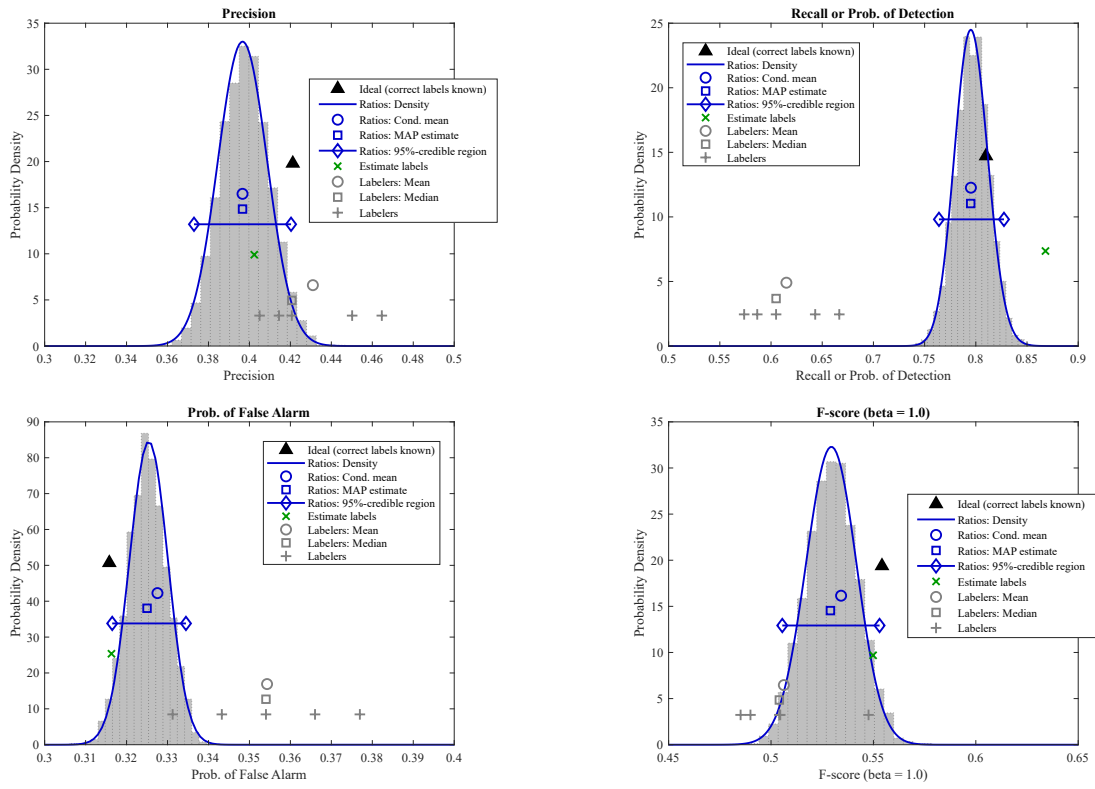 Precision
Probability Density
35
30
25
20
15
10
5
0
Ideal (correct labels known)
Ratios: Density
Ratios: Cond. mean
Ratios: MAP estimate
Ratios: 95%-credible region
Estimate labels
Labelers: Mean
Labelers: Median
Labelers
0.3 0.32 0.34 0.36 0.38 0.4 0.42 0.44 0.46 0.48 0.5
Precision
Recall or Prob. of Detection
Probability Density
25
20
15
10
5
0
Ideal (correct labels known)
Ratios: Density
Ratios: Cond. mean
Ratios: MAP estimate
Ratios: 95%-credible region
Estimate labels
Labelers: Mean
Labelers: Median
Labelers
0.5 0.55 0.6 0.65 0.7 0.75 0.8 0.85 0.9
Recall or Prob. of Detection
Prob. of False Alarm
Probability Density
90
80
70
60
50
40
30
20
10
0
Ideal (correct labels known)
Ratios: Density
Ratios: Cond. mean
Ratios: MAP estimate
Ratios: 95%-credible region
Estimate labels
Labelers: Mean
Labelers: Median
Labelers
0.3 0.31 0.32 0.33 0.34 0.35 0.36 0.37 0.38 0.39 0.4
Prob. of False Alarm
F-score (beta = 1.0)
Probability Density
35
30
25
20
15
10
5
0
Ideal (correct labels known)
Ratios: Density
Ratios: Cond. mean
Ratios: MAP estimate
Ratios: 95%-credible region
Estimate labels
Labelers: Mean
Labelers: Median
Labelers
0.45 0.5 0.55 0.6 0.65
F-score (beta = 1.0)